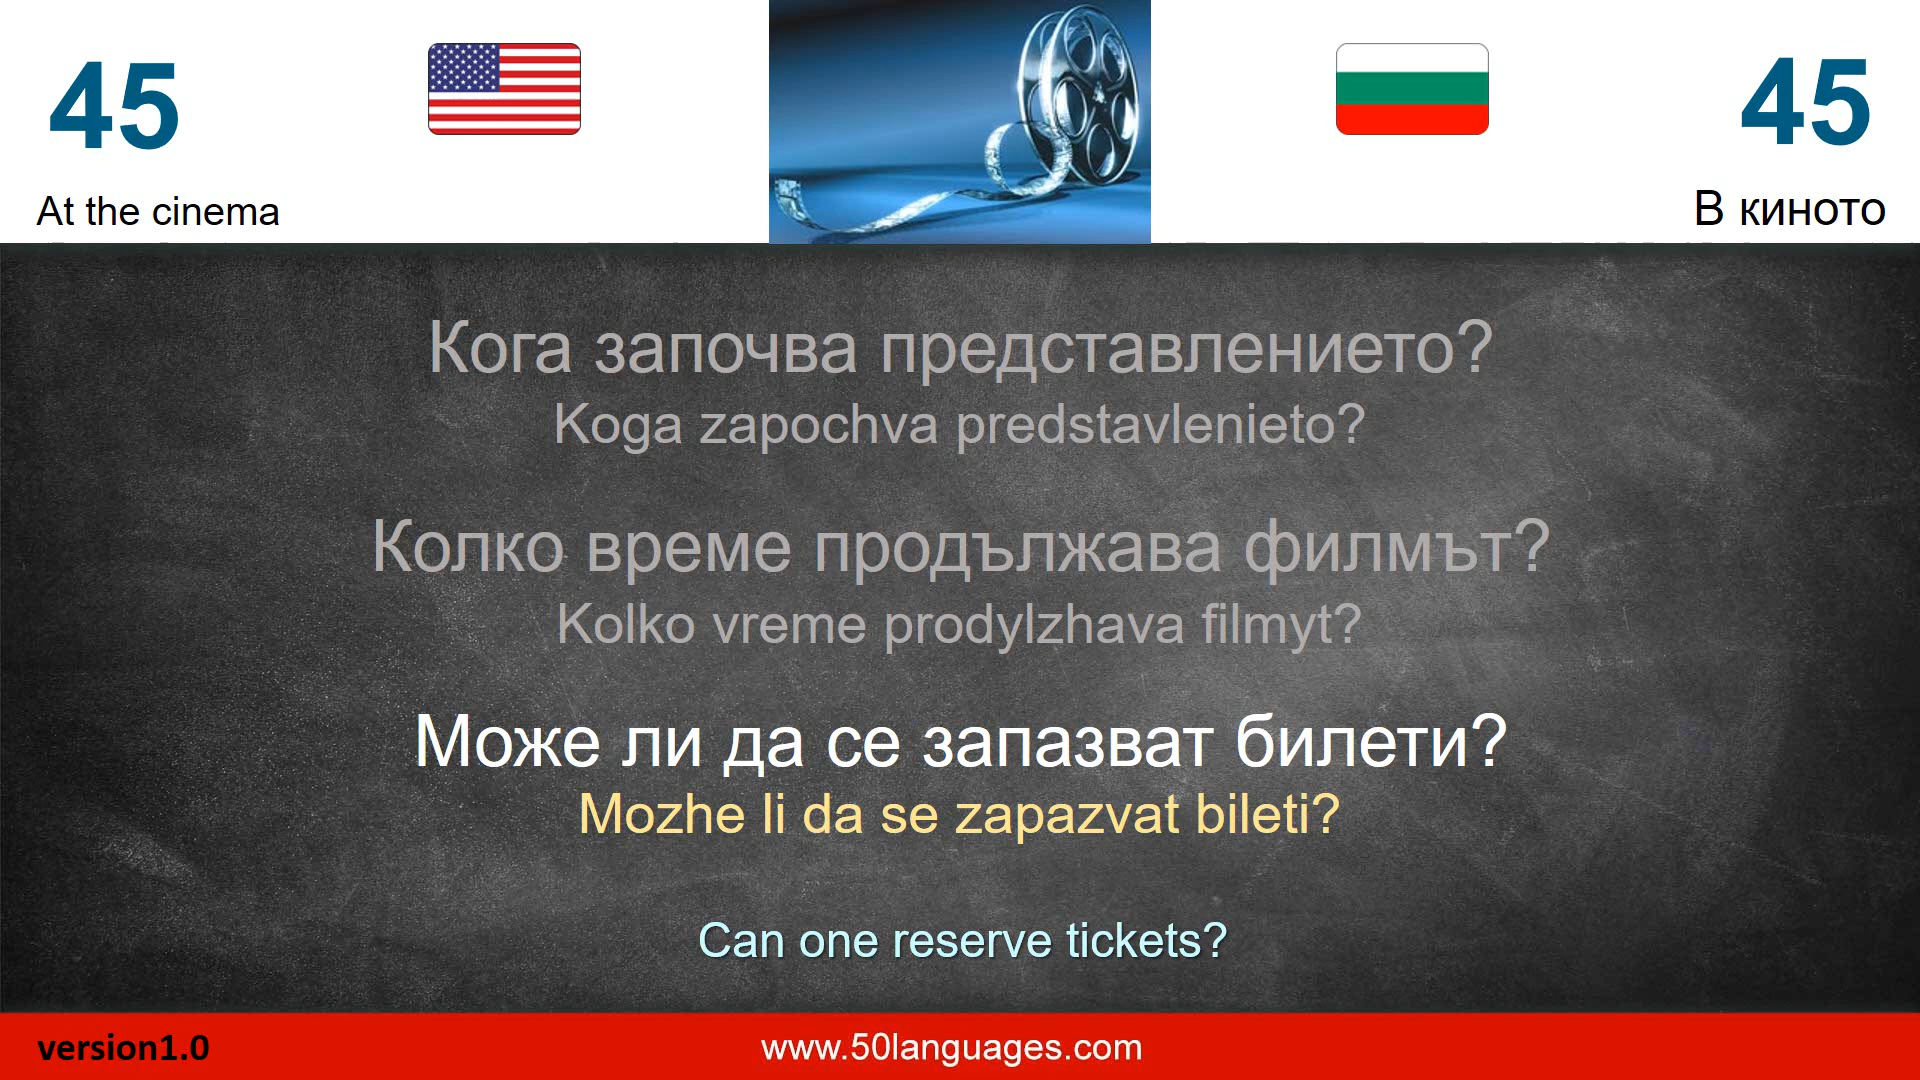 45
45
At the cinema
В киното
Кога започва представлението?
Koga zapochva predstavlenieto?
Колко време продължава филмът?
Kolko vreme prodylzhava filmyt?
Може ли да се запазват билети?
Mozhe li da se zapazvat bileti?
Can one reserve tickets?
version1.0
www.50languages.com